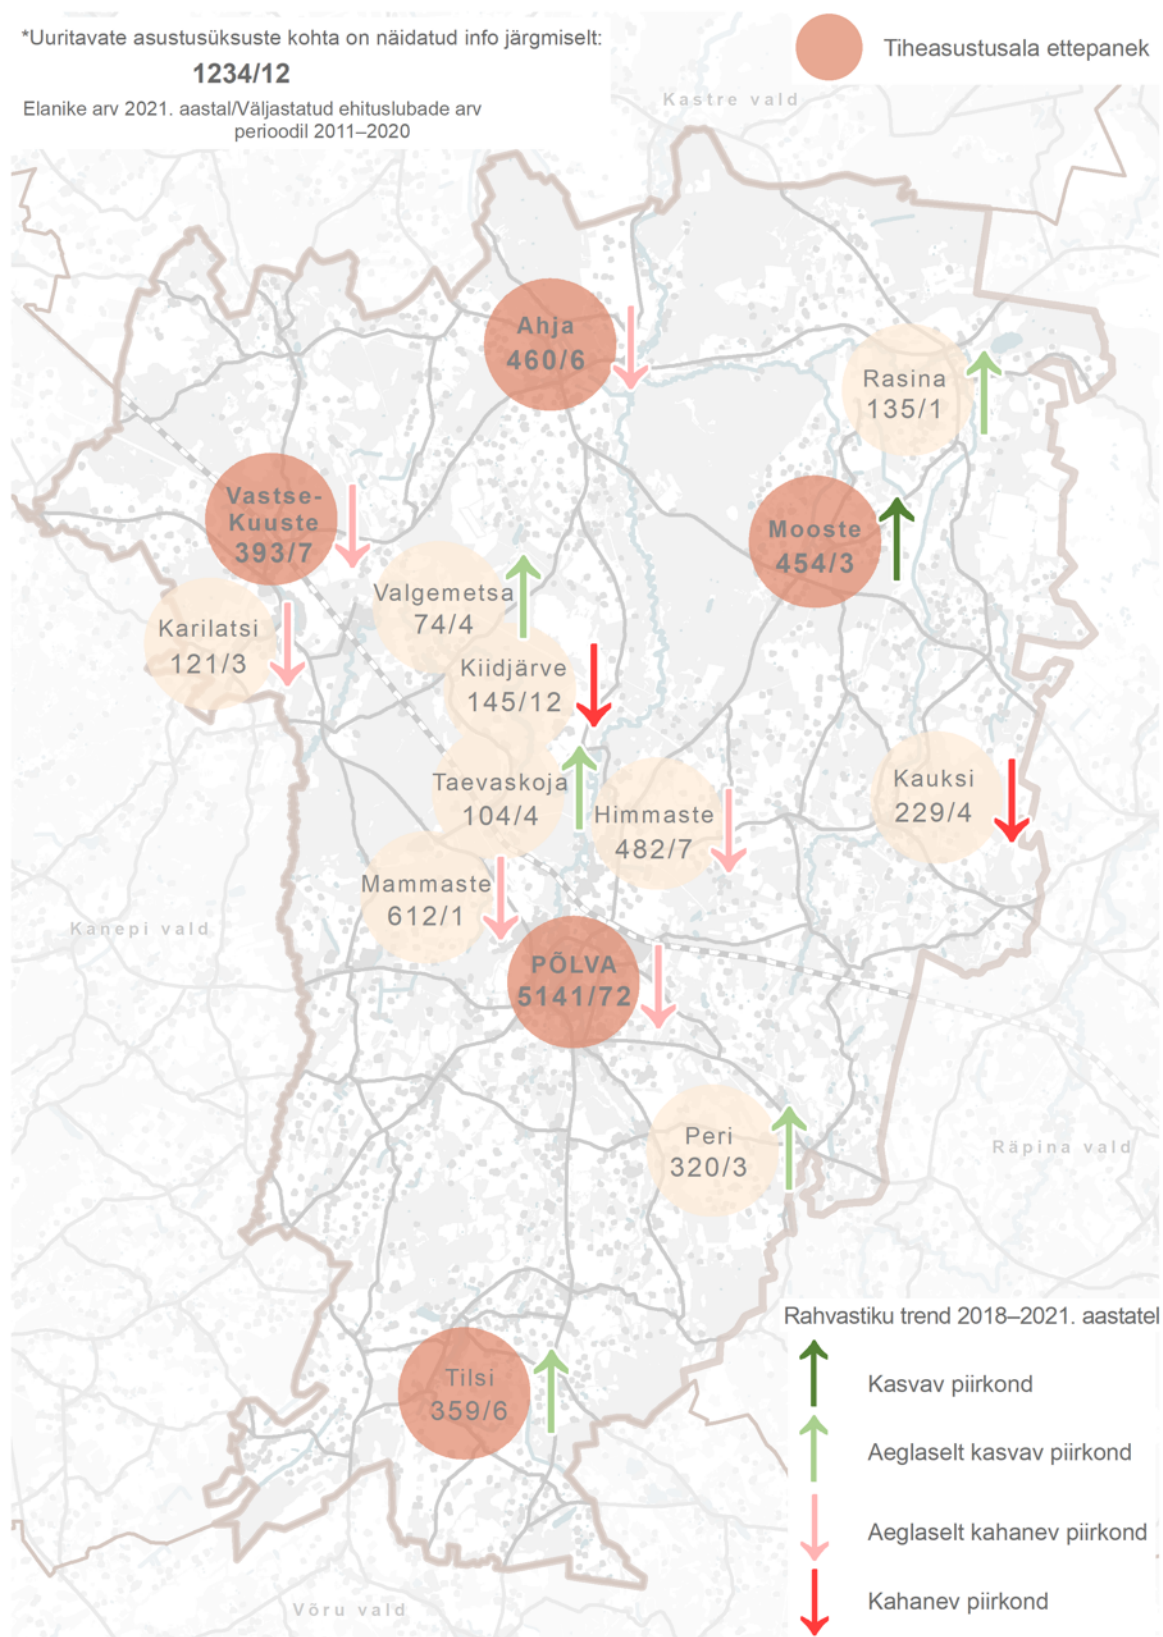 *Uuritavate asustusüksuste kohta on näidatud info järgmiselt:
1234/12
Elanike arv 2021. aastal/Väljastatud ehituslubade arv
perioodil 2011–2020
Tiheasustusala ettepanek
Kastre vald
Ahja
460/6
Rasina
135/1
Vastse-
Kuuste
393/7
Mooste
454/3
Valgemetsa
74/4
Karilatsi
121/3
Kiidjärve
145/12
Taevaskoja
104/4
Himmaste
482/7
Kauksi
229/4
Mammaste
612/1
Kanepi vald
PÕLVA
5141/72
Peri
320/3
Räpina vald
Tilsi
359/6
Rahvastiku trend 2018–2021. aastatel
Kasvav piirkond
Aeglaselt kasvav piirkond
Aeglaselt kahanev piirkond
Kahanev piirkond
Võru vald